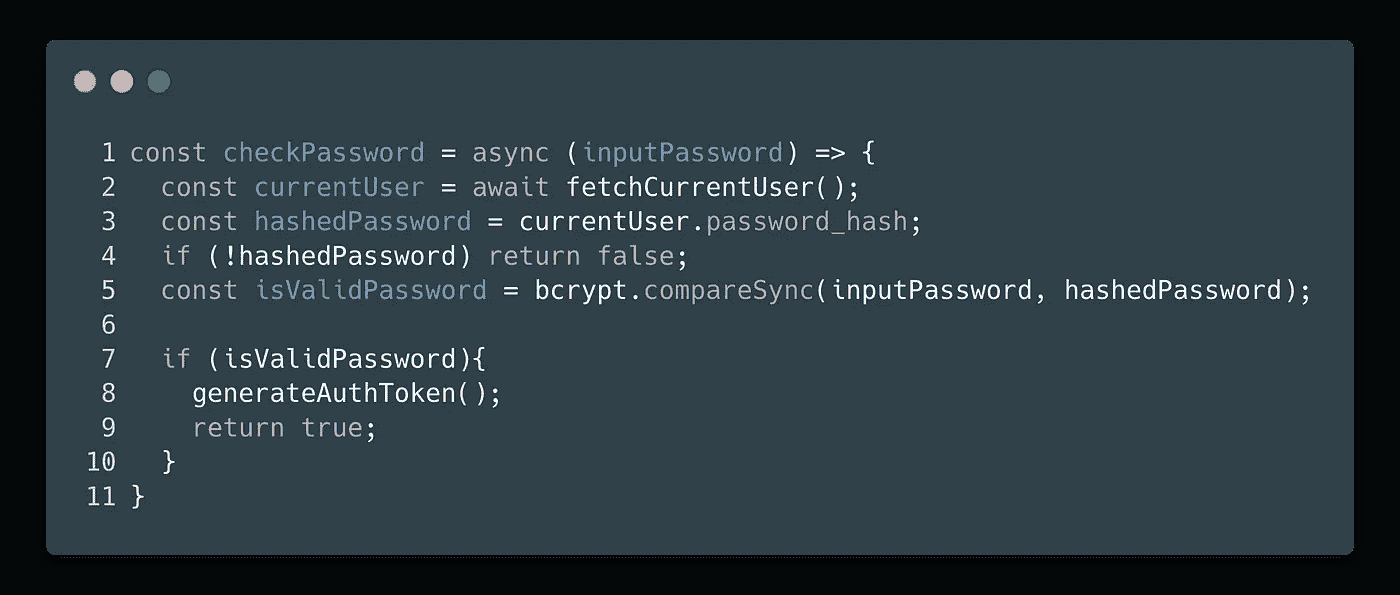 1 const checkPassword = async (inputPassword) => {
2   const currentUser = await fetchCurrentUser();
3   const hashedPassword = currentUser.password_hash;
4   if (!hashedPassword) return false;
5   const isValidPassword = bcrypt.compareSync(inputPassword, hashedPassword);
6
7   if (isValidPassword){
8     generateAuthToken();
9     return true;
10   }
11 }